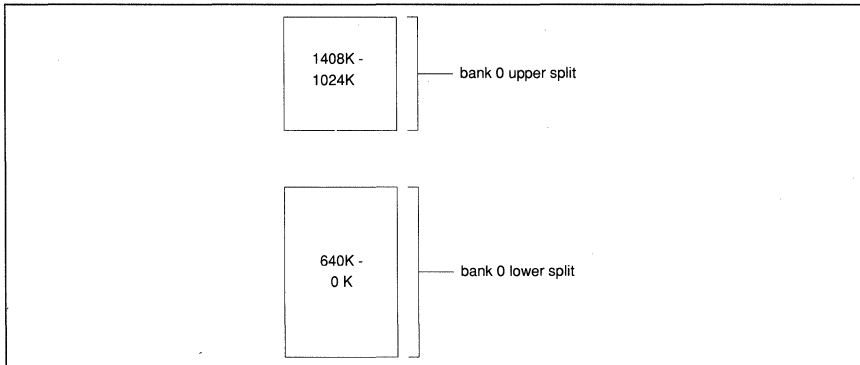 1408K -
1024K
bank 0 upper split
640K -
0 K
bank 0 lower split